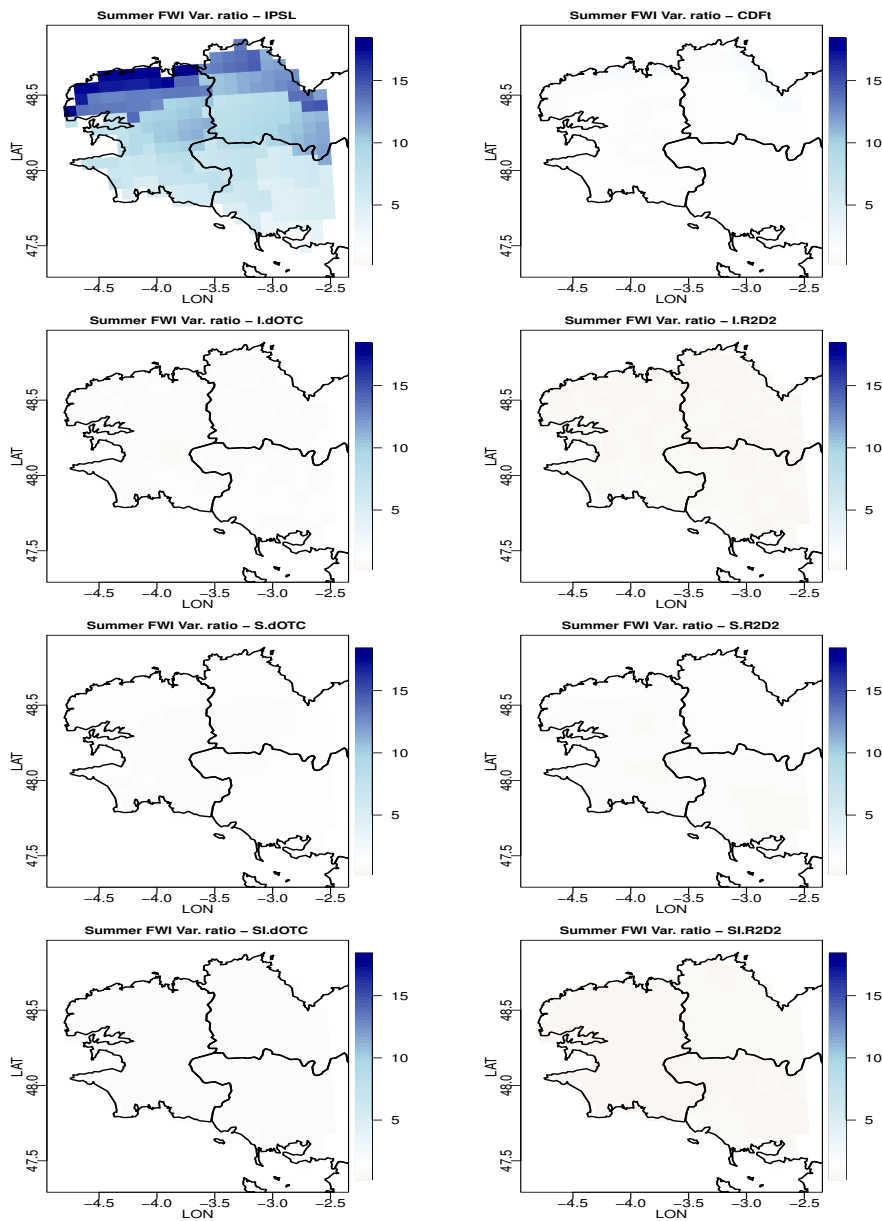 Summer FWI Var. ratio − IPSL
LAT
48.5
48.0
47.5
15
10
5
−4.5 −4.0 −3.5 −3.0 −2.5
LON
Summer FWI Var. ratio − CDFt
LAT
48.5
48.0
47.5
15
10
5
−4.5 −4.0 −3.5 −3.0 −2.5
LON
Summer FWI Var. ratio − I.dOTC
LAT
48.5
48.0
47.5
15
10
5
−4.5 −4.0 −3.5 −3.0 −2.5
LON
Summer FWI Var. ratio − I.R2D2
LAT
48.5
48.0
47.5
15
10
5
−4.5 −4.0 −3.5 −3.0 −2.5
LON
Summer FWI Var. ratio − S.dOTC
LAT
48.5
48.0
47.5
15
10
5
−4.5 −4.0 −3.5 −3.0 −2.5
LON
Summer FWI Var. ratio − S.R2D2
LAT
48.5
48.0
47.5
15
10
5
−4.5 −4.0 −3.5 −3.0 −2.5
LON
Summer FWI Var. ratio − SI.dOTC
LAT
48.5
48.0
47.5
15
10
5
−4.5 −4.0 −3.5 −3.0 −2.5
LON
Summer FWI Var. ratio − SI.R2D2
LAT
48.5
48.0
47.5
15
10
5
−4.5 −4.0 −3.5 −3.0 −2.5
LON